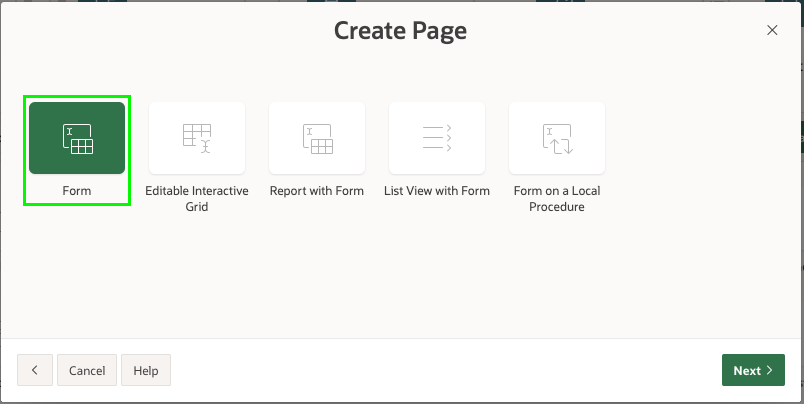 Create Page
Form
Editable Interactive
Grid
Report with Form
List View with Form
Form on a Local
Procedure
Cancel
Help
Next